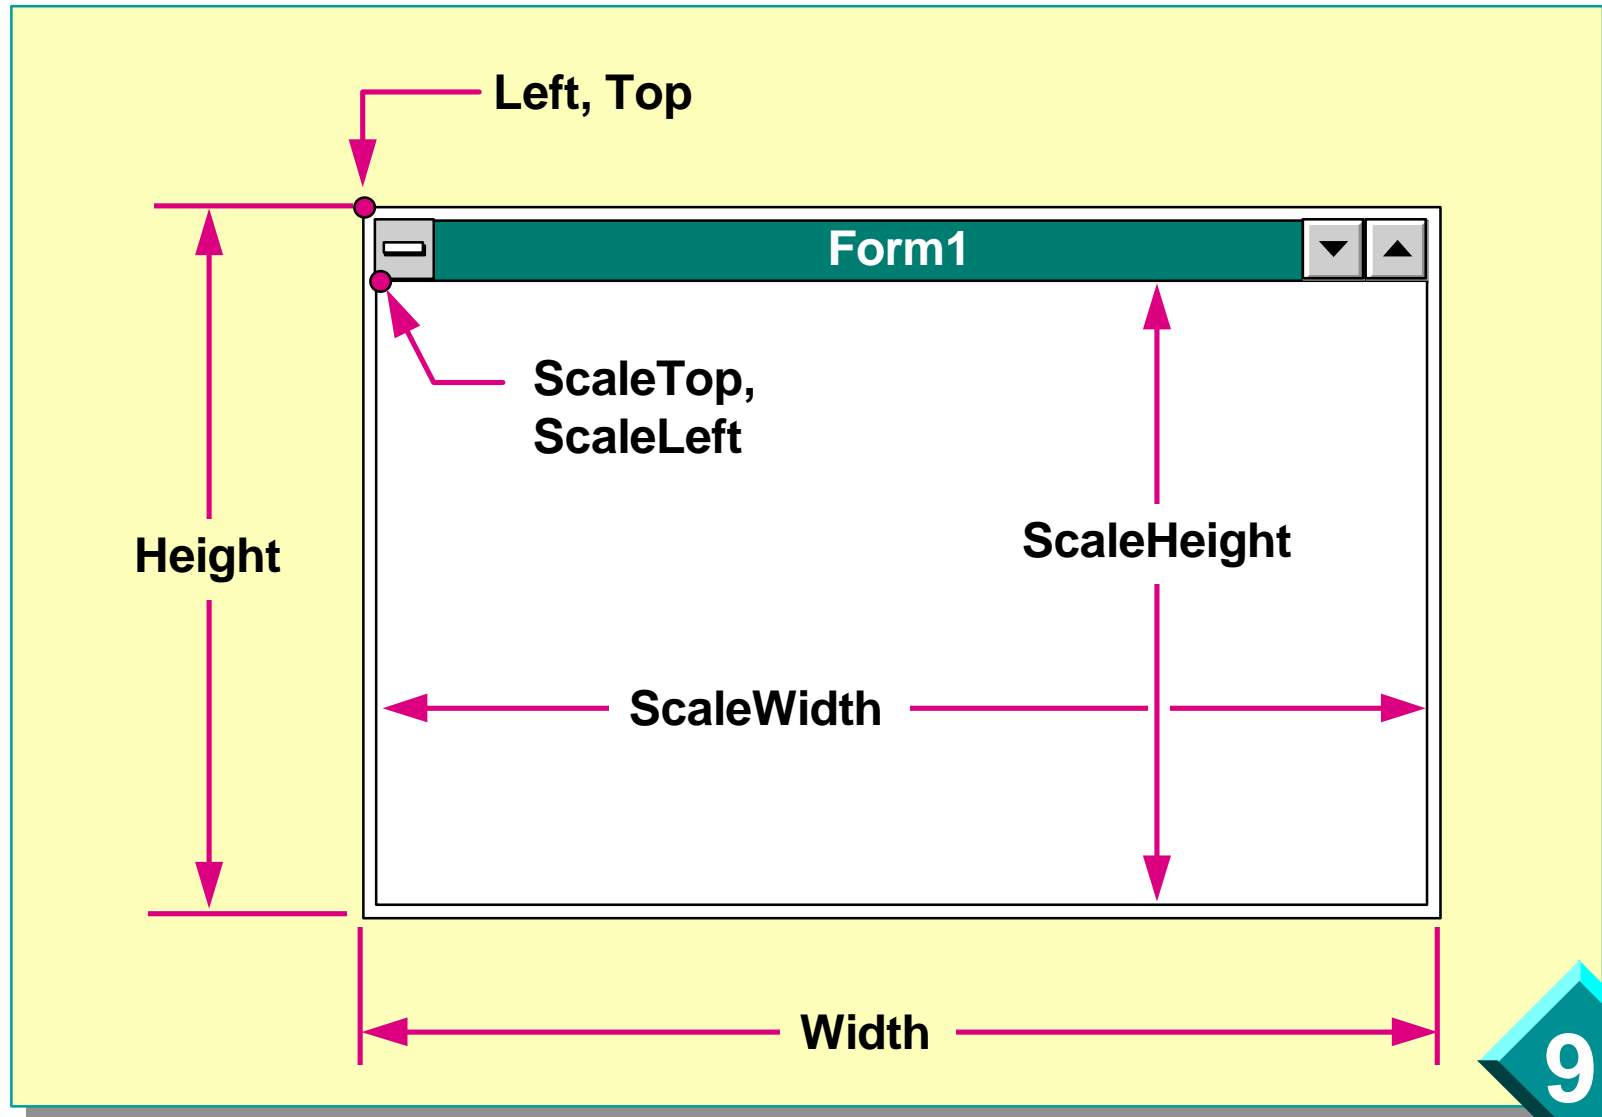 Left, Top
Form1
ScaleTop,
ScaleLeft
Height
ScaleHeight
ScaleWidth
Width
9